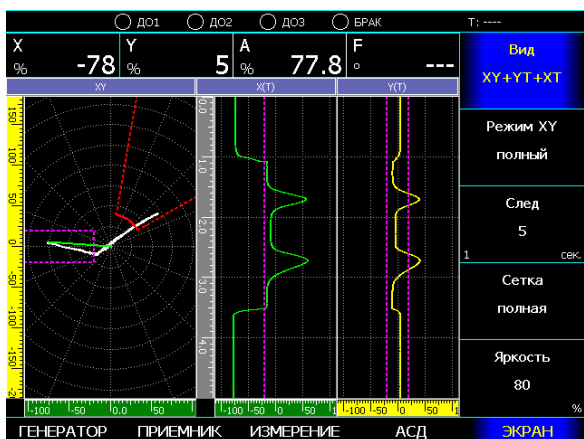 ДО1 ДО2 ДО3 БРАК T: ----
X Y A F
% -78 % 5 % 77.8 ° ---
XY X(T) Y(T)
Вид
XY+YT+XT
Режим XY
полный
След
5
1 сек.
Сетка
полная
Яркость
80
%
150
100
50
0
-50
-100
-150
0.0
1.0
2.0
3.0
4.0
-100 -50 0.0 50 -100 -50 0 50 -100 -50 0 50
ГЕНЕРАТОР ПРИЕМНИК ИЗМЕРЕНИЕ АСД ЭКРАН